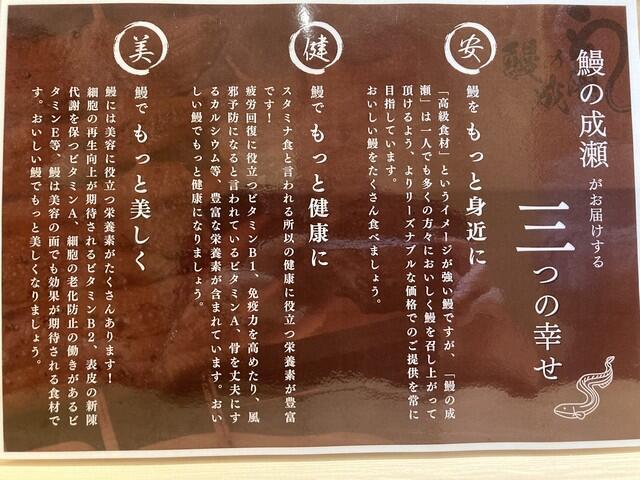 鰻の成瀬がお届けする
三つの幸せ
安
鰻をもっと身近に
「高級食材」というイメージが強い鰻ですが、「鰻の成
瀬」は一人でも多くの方々においしく鰻を召し上がって
頂けるよう、よりリーズナブルな価格でのご提供を常に
目指しています。
おいしい鰻をたくさん食べましょう。
健
鰻でもっと健康に
スタミナ食と言われる所以の健康に役立つ栄養素が豊富
です!
疲労回復に役立つビタミンB1、免疫力を高めたり、風
邪予防になると言われているビタミンA、骨を丈夫にす
るカルシウム等、豊富な栄養素が含まれています。おい
しい鰻でもっと健康になりましょう。
美
鰻でもっと美しく
鰻には美容に役立つ栄養素がたくさんあります!
細胞の再生向上が期待されるビタミンB2、表皮の新陳
代謝を保つビタミンA、細胞の老化防止の働きがあるビ
タミンE等、鰻は美容の面でも効果が期待される食材で
す。おいしい鰻でもっと美しくなりましょう。